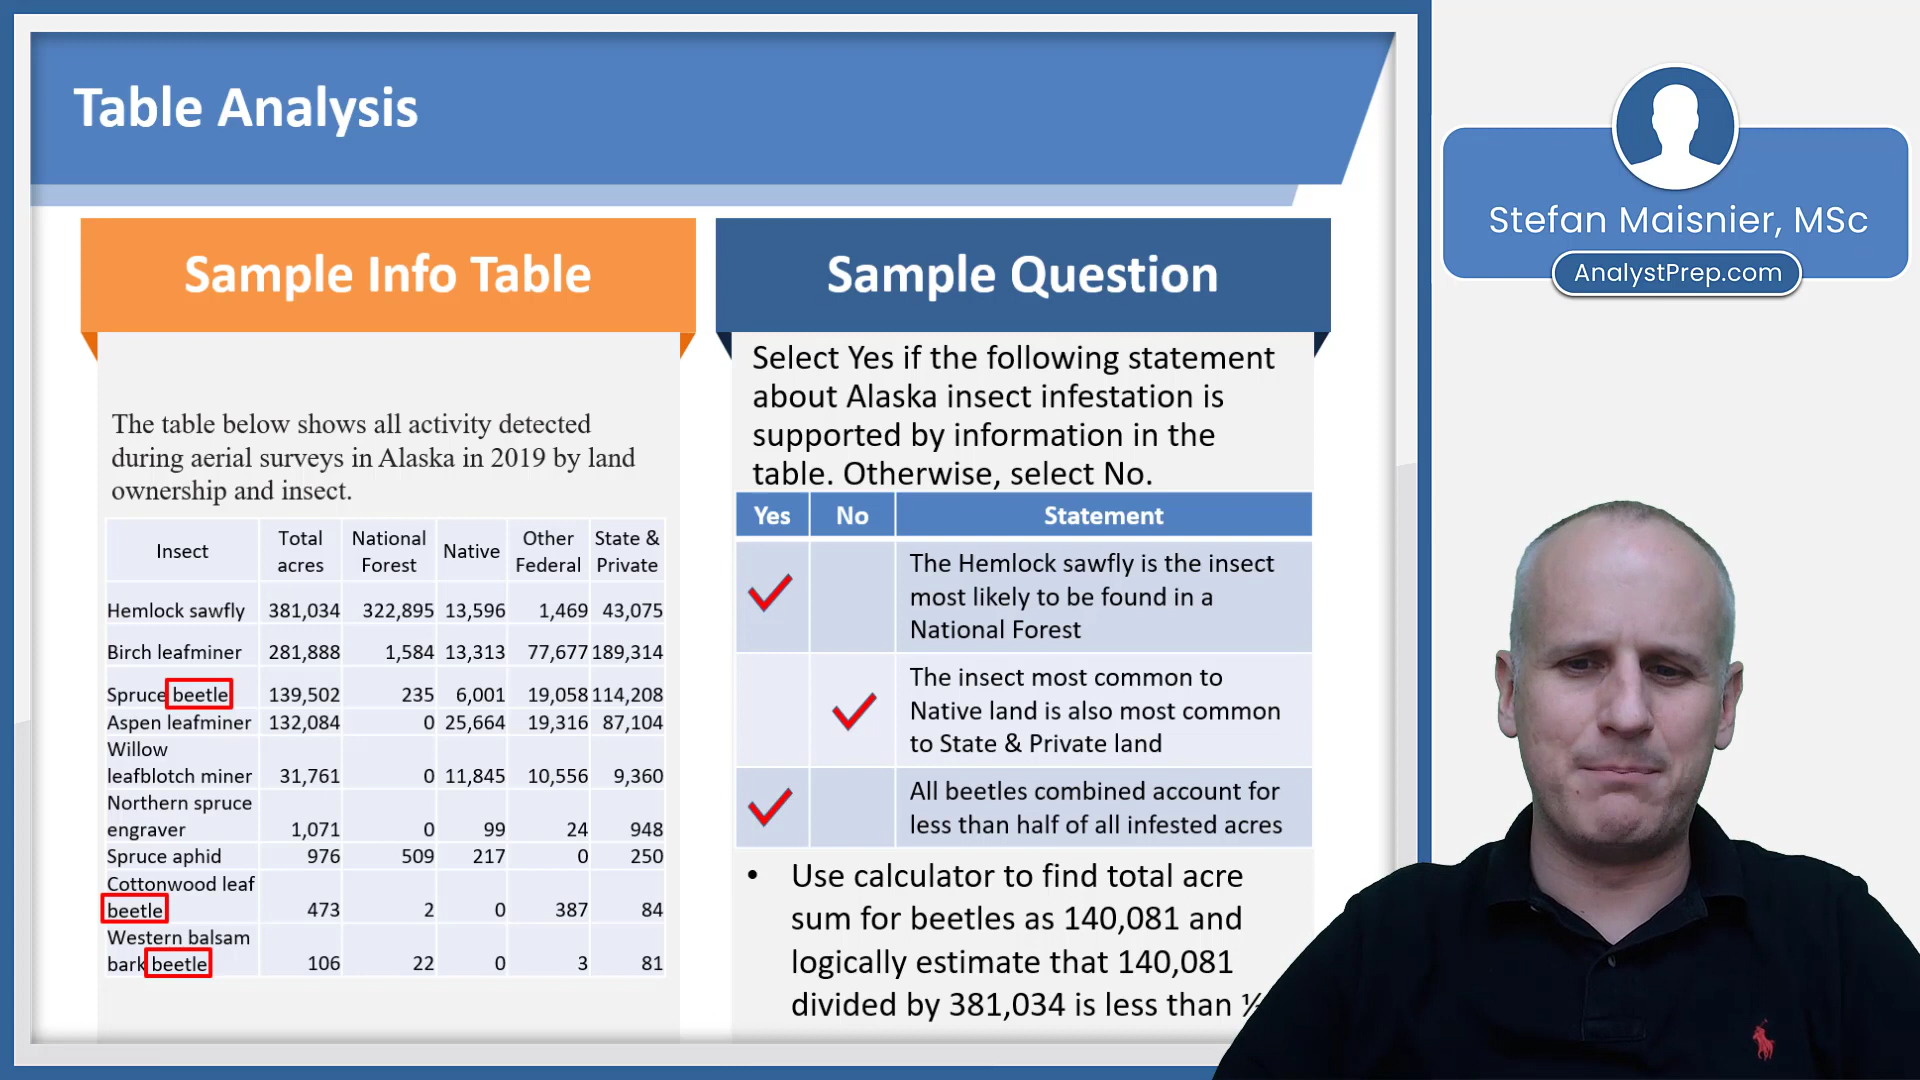 Table Analysis
Stefan Maisnier, MSc
AnalystPrep.com
Sample Info Table
The table below shows all activity detected
during aerial surveys in Alaska in 2019 by land
ownership and insect.
Insect Total acres National Forest Native Other Federal State & Private
Hemlock sawfly 381,034 322,895 13,596 1,469 43,075
Birch leafminer 281,888 1,584 13,313 77,677 189,314
Spruce beetle 139,502 235 6,001 19,058 114,208
Aspen leafminer 132,084 0 25,664 19,316 87,104
Willow
leafblotch miner 31,761 0 11,845 10,556 9,360
Northern spruce
engraver 1,071 0 99 24 948
Spruce aphid 976 509 217 0 250
Cottonwood leaf
beetle 473 2 0 387 84
Western balsam
bark beetle 106 22 0 3 81
Sample Question
Select Yes if the following statement
about Alaska insect infestation is
supported by information in the
table. Otherwise, select No.
Yes No Statement
The Hemlock sawfly is the insect
most likely to be found in a
National Forest
The insect most common to
Native land is also most common
to State & Private land
All beetles combined account for
less than half of all infested acres
• Use calculator to find total acre
sum for beetles as 140,081 and
logically estimate that 140,081
divided by 381,034 is less than